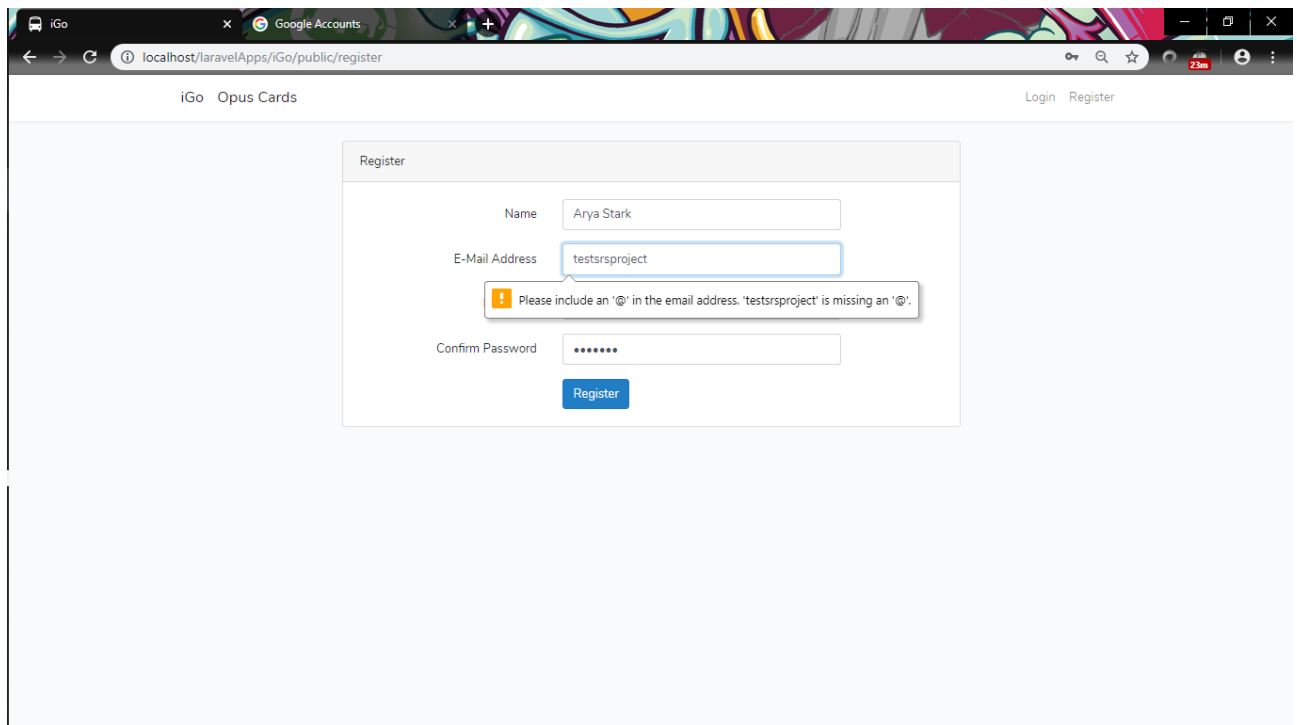 iGo
Google Accounts
localhost/laravelApps/iGo/public/register
23m
iGo Opus Cards
Login Register
Register
Name Arya Stark
E-Mail Address testsrsproject
Please include an '@' in the email address. 'testsrsproject' is missing an '@'.
Confirm Password •••••••
Register